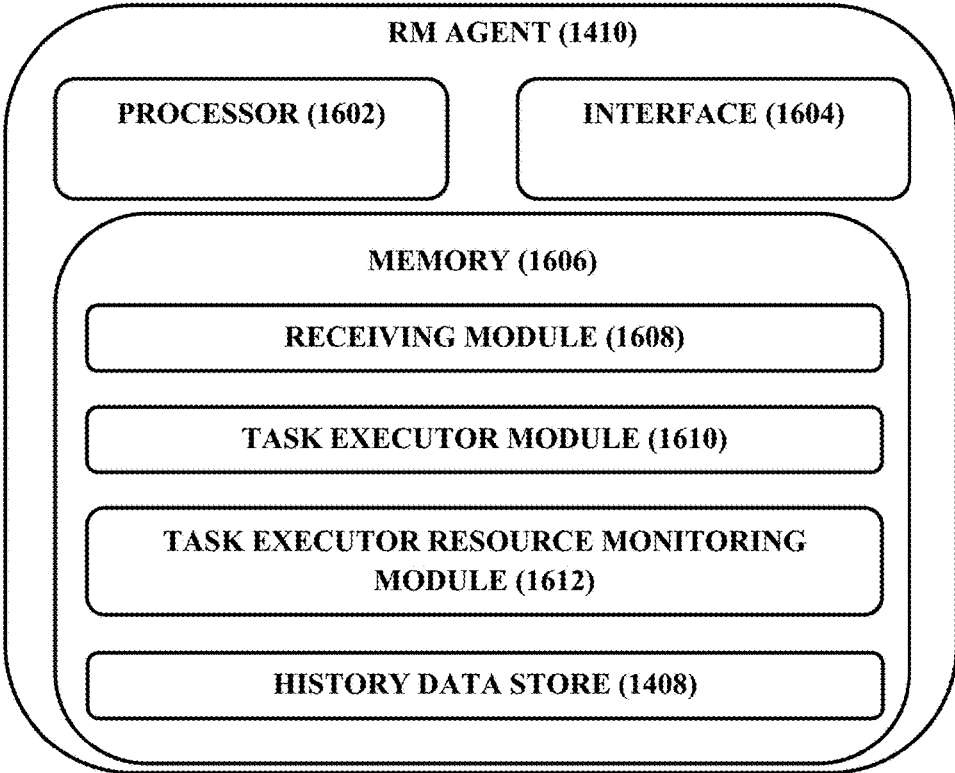 RM AGENT (1410)
PROCESSOR (1602)
INTERFACE (1604)
MEMORY (1606)
RECEIVING MODULE (1608)
TASK EXECUTOR MODULE (1610)
TASK EXECUTOR RESOURCE MONITORING
MODULE (1612)
HISTORY DATA STORE (1408)